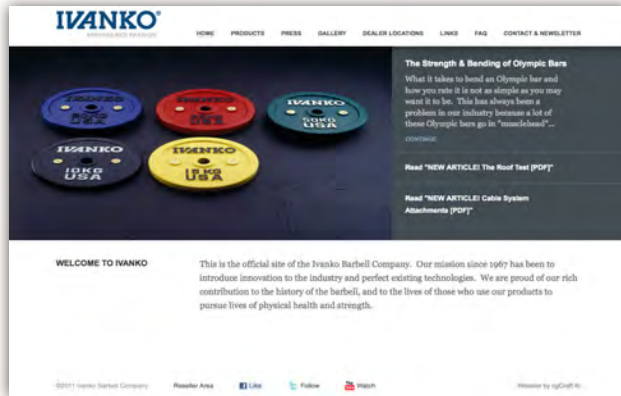 IVANKO®
HOME PRODUCTS PRESS GALLERY DEALER LOCATIONS LINKS FAQ CONTACT & NEWSLETTER
The Strength & Bending of Olympic Bars
What it takes to bend an Olympic bar and
how you rate it is not as simple as you may
want it to be. This has always been a
problem in our industry because a lot of
these Olympic bars go in "musclehead"...
CONTINUE
Read "NEW ARTICLE! The Roof Test [PDF]"
Read "NEW ARTICLE! Cable System
Attachments [PDF]"
IVANKO
USA
IVANKO
USA
IVANKO
50KG
USA
IVANKO
10KG
USA
IVANKO
15KG
USA
WELCOME TO IVANKO
This is the official site of the Ivanko Barbell Company. Our mission since 1967 has been to
introduce innovation to the industry and perfect existing technologies. We are proud of our rich
contribution to the history of the barbell, and to the lives of those who use our products to
pursue lives of physical health and strength.
©2011 Ivanko Barbell Company Reseller Area Like Follow Watch Website by